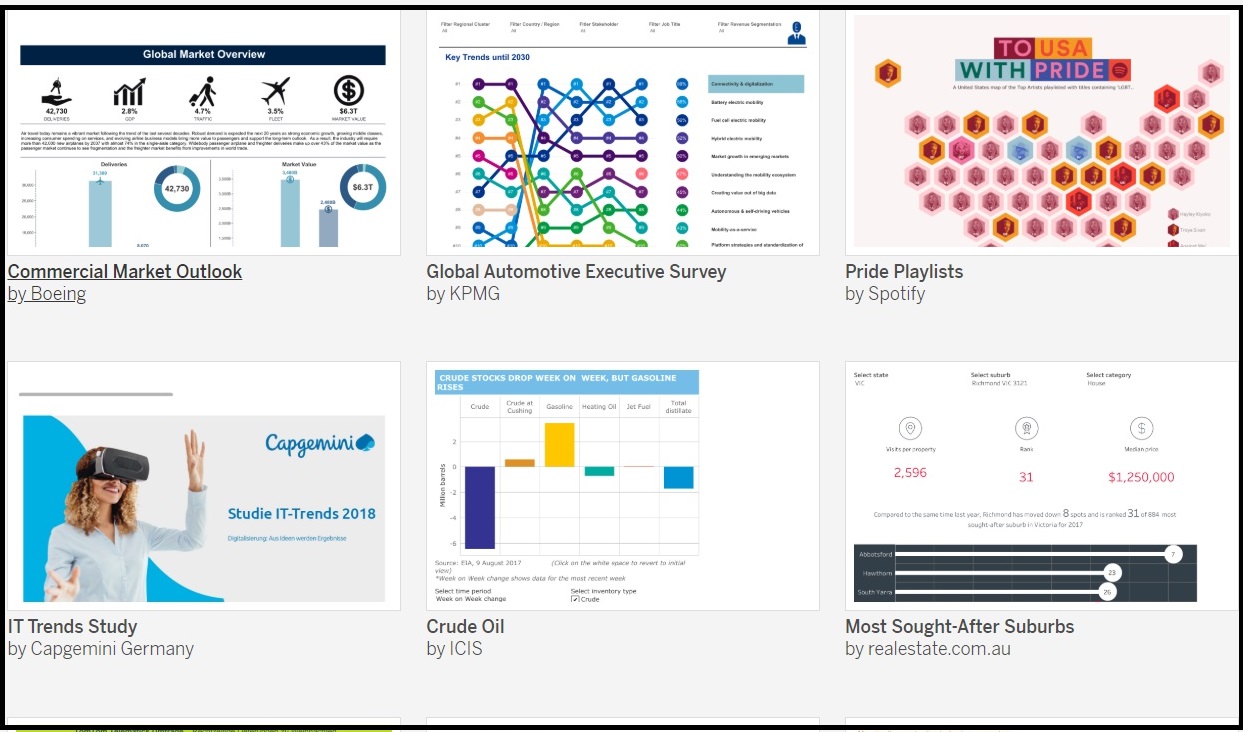 Global Market Overview
42,730
DELIVERIES
2.8%
GDP
4.7%
TRAFFIC
3.5%
FLEET
$6.3T
MARKET VALUE
Deliveries
31,360
42,730
Market Value
3,480B
2,480B
$6.3T
Commercial Market Outlook
by Boeing
Filter Regional Cluster
All
Filter Country / Region
All
Filter Stakeholder
All
Filter Job Title
All
Filter Revenue Segmentation
All
Key Trends until 2030
Connectivity & digitalization
Battery electric mobility
Fuel cell electric mobility
Hybrid electric mobility
Market growth in emerging markets
Understanding the mobility ecosystem
Creating value out of big data
Autonomous & self-driving vehicles
Mobility-as-a-service
Platform strategies and standardization of
Global Automotive Executive Survey
by KPMG
TO USA
WITH PRIDE
A United States map of the Top Artists playlisted with titles containing 'LGBT'..
Hayley Kiyoko
Troye Sivan
Pride Playlists
by Spotify
Capgemini
Studie IT-Trends 2018
Digitalisierung: Aus Ideen werden Ergebnisse
IT Trends Study
by Capgemini Germany
CRUDE STOCKS DROP WEEK ON WEEK, BUT GASOLINE
RISES
Crude
Crude at
Cushing
Gasoline
Heating Oil
Jet Fuel
Total
distillate
Million barrels
2
0
-2
-4
-6
Source: EIA, 9 August 2017 (Click on the white space to revert to initial
view)
*Week on Week change shows data for the most recent week
Select time period
Week on Week change
Select inventory type
Crude
Crude Oil
by ICIS
Select state
VIC
Select suburb
Richmond VIC 3121
Select category
House
Visits per property
2,596
Rank
31
Median price
$1,250,000
Compared to the same time last year, Richmond has moved down 8 spots and is ranked 31 of 884 most
sought-after suburb in Victoria for 2017
Abbotsford 7
Hawthorn 23
South Yarra 26
Most Sought-After Suburbs
by realestate.com.au